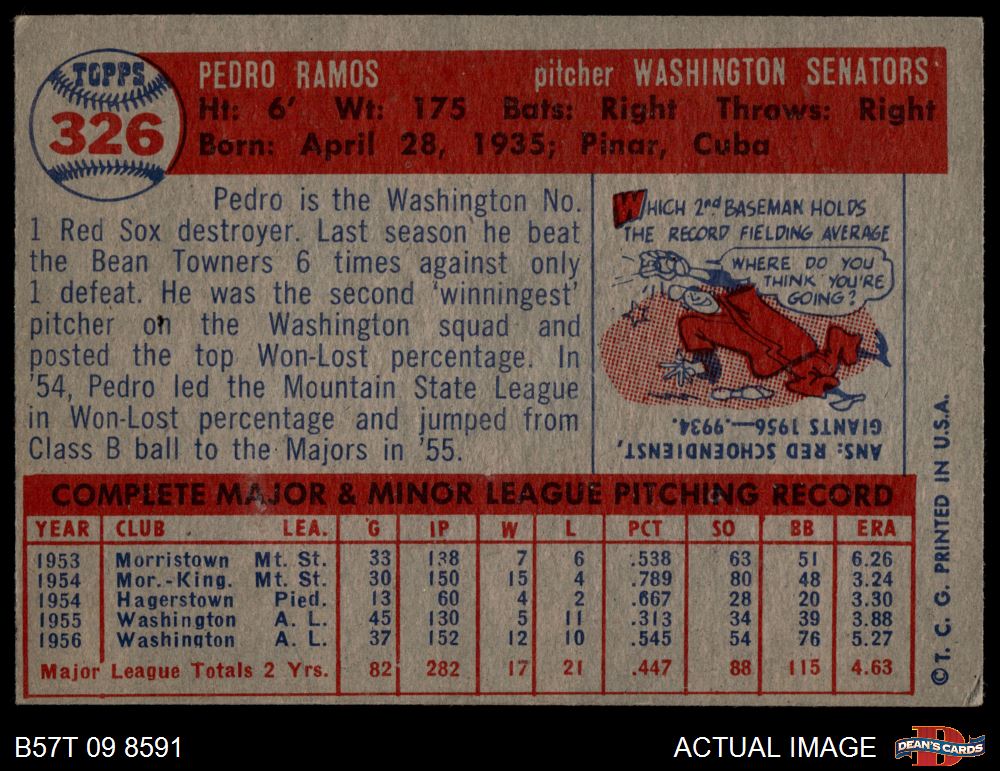 TOPPS
326
PEDRO RAMOS pitcher WASHINGTON SENATORS
Ht: 6' Wt: 175 Bats: Right Throws: Right
Born: April 28, 1935; Pinar, Cuba
Pedro is the Washington No.
1 Red Sox destroyer. Last season he beat
the Bean Towners 6 times against only
1 defeat. He was the second 'winningest'
pitcher on the Washington squad and
posted the top Won-Lost percentage. In
'54, Pedro led the Mountain State League
in Won-Lost percentage and jumped from
Class B ball to the Majors in '55.
WHICH 2nd BASEMAN HOLDS
THE RECORD FIELDING AVERAGE
WHERE DO YOU
THINK YOU'RE
GOING?
ANS: RED SCHOENDIENST,
GIANTS 1956—.9934.
COMPLETE MAJOR & MINOR LEAGUE PITCHING RECORD
YEAR CLUB LEA. G IP W L PCT SO BB ERA
1953 Morristown Mt. St. 33 138 7 6 .538 63 51 6.26
1954 Mor.-King. Mt. St. 30 150 15 4 .789 80 48 3.24
1954 Hagerstown Pied. 13 60 4 2 .667 28 20 3.30
1955 Washington A. L. 45 130 5 11 .313 34 39 3.88
1956 Washington A. L. 37 152 12 10 .545 54 76 5.27
Major League Totals 2 Yrs. 82 282 17 21 .447 88 115 4.63
©T. C. G. PRINTED IN U.S.A.
B57T 09 8591
ACTUAL IMAGE
DEAN'S CARDS